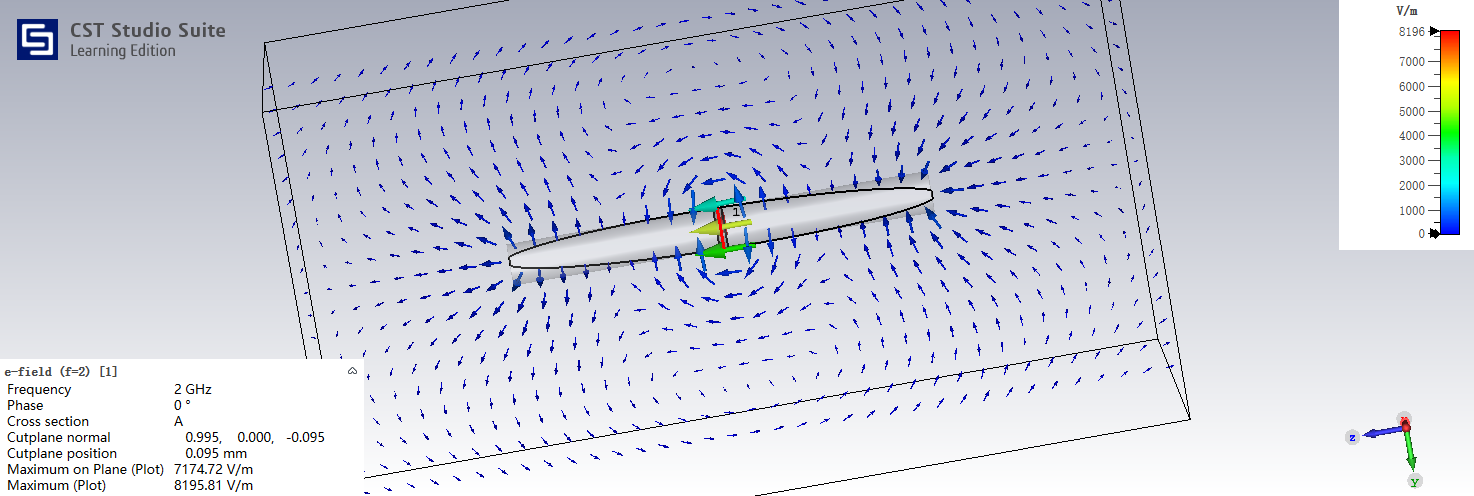 CST Studio Suite
Learning Edition
V/m
8196
7000
6000
5000
4000
3000
2000
1000
0
1
e-field (f=2) [1]
Frequency 2 GHz
Phase 0 °
Cross section A
Cutplane normal 0.995, 0.000, -0.095
Cutplane position 0.095 mm
Maximum on Plane (Plot) 7174.72 V/m
Maximum (Plot) 8195.81 V/m
z
y